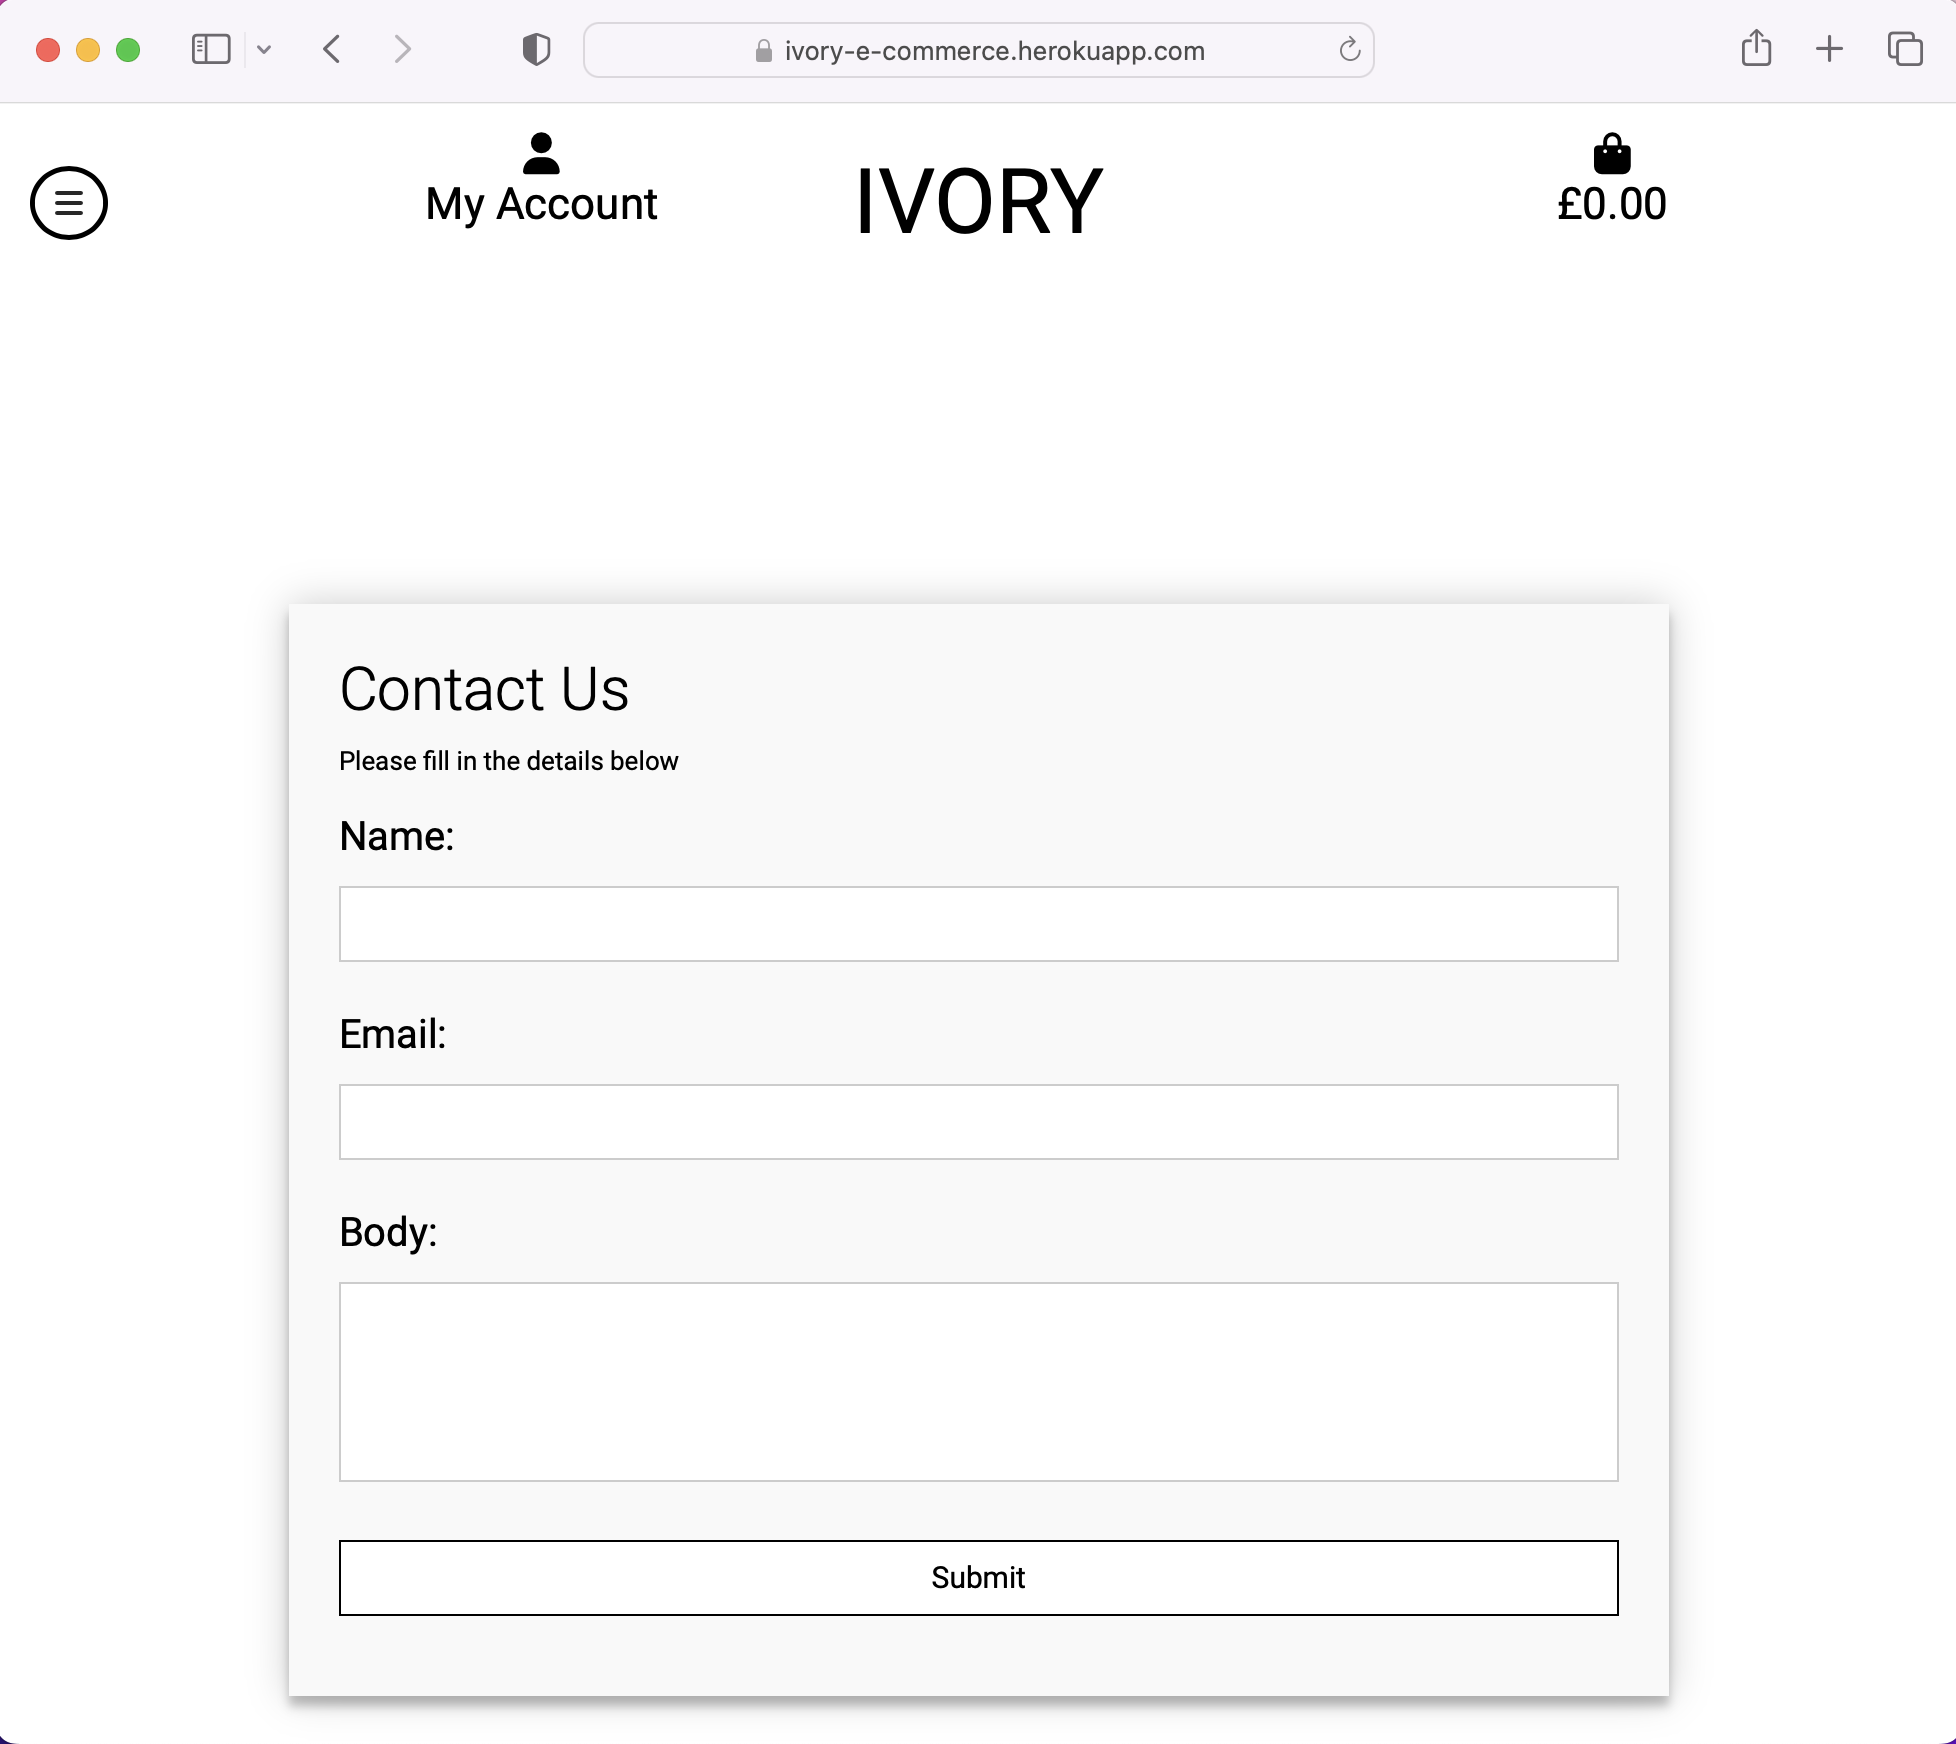 ivory-e-commerce.herokuapp.com
My Account
IVORY
£0.00
Contact Us
Please fill in the details below
Name:
Email:
Body:
Submit